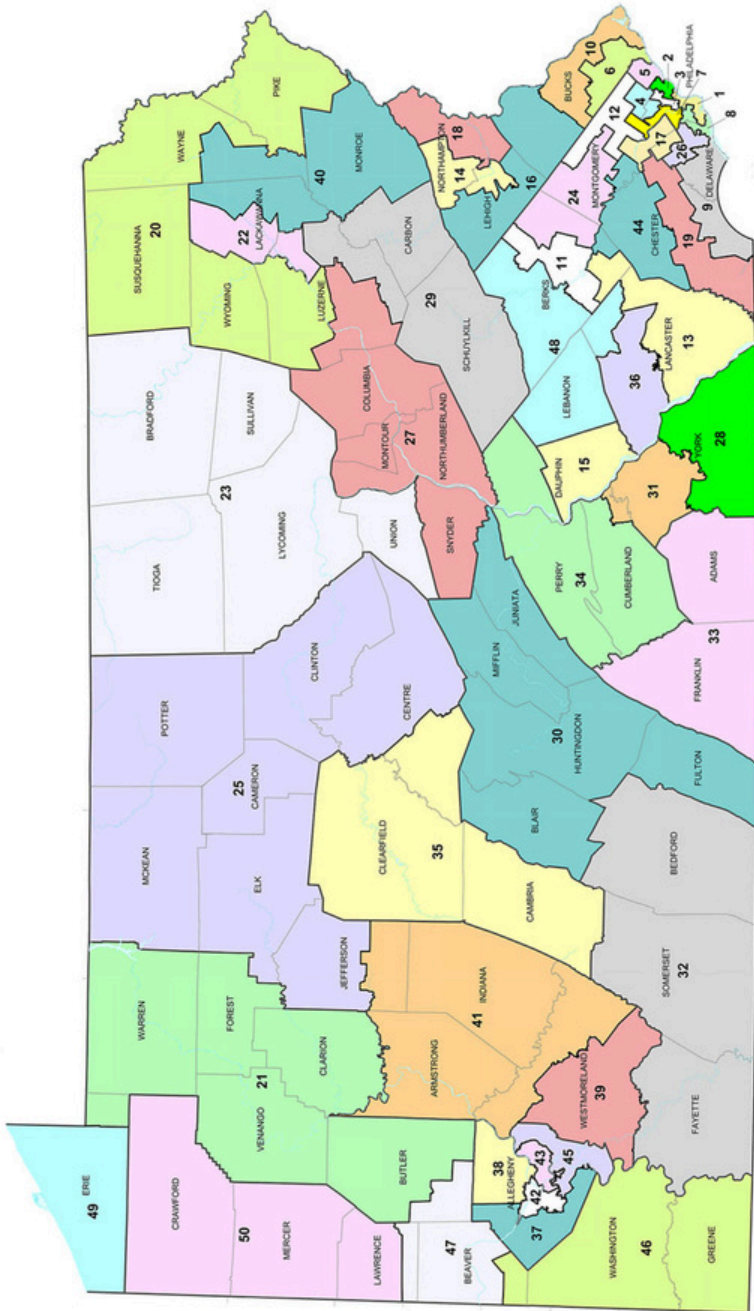 ERIE
49
CRAWFORD
50
MERCER
LAWRENCE
WARREN
FOREST
VENANGO
21
CLARION
BUTLER
MCKEAN
POTTER
25
CAMERON
ELK
JEFFERSON
CLINTON
CENTRE
TIOGA
BRADFORD
23
SULLIVAN
LYCOMING
UNION
SUSQUEHANNA
20
WAYNE
WYOMING
PIKE
LUZERNE
22
LACKAWANNA
40
MONROE
COLUMBIA
MONTOUR
27
NORTHUMBERLAND
SNYDER
CARBON
29
SCHUYLKILL
NORTHAMPTON
18
14
LEHIGH
16
CLEARFIELD
35
CAMBRIA
ARMSTRONG
41
INDIANA
47
BEAVER
38
ALLEGHENY
43
42
45
37
WESTMORELAND
39
WASHINGTON
46
GREENE
FAYETTE
SOMERSET
32
BEDFORD
BLAIR
30
HUNTINGDON
MIFFLIN
JUNIATA
FULTON
PERRY
34
CUMBERLAND
FRANKLIN
33
ADAMS
DAUPHIN
15
31
YORK
28
LEBANON
48
BERKS
11
36
LANCASTER
13
BUCKS
10
6
12
24
MONTGOMERY
44
CHESTER
19
DELAWARE
9
26
17
5
4
2
3
PHILADELPHIA
7
1
8